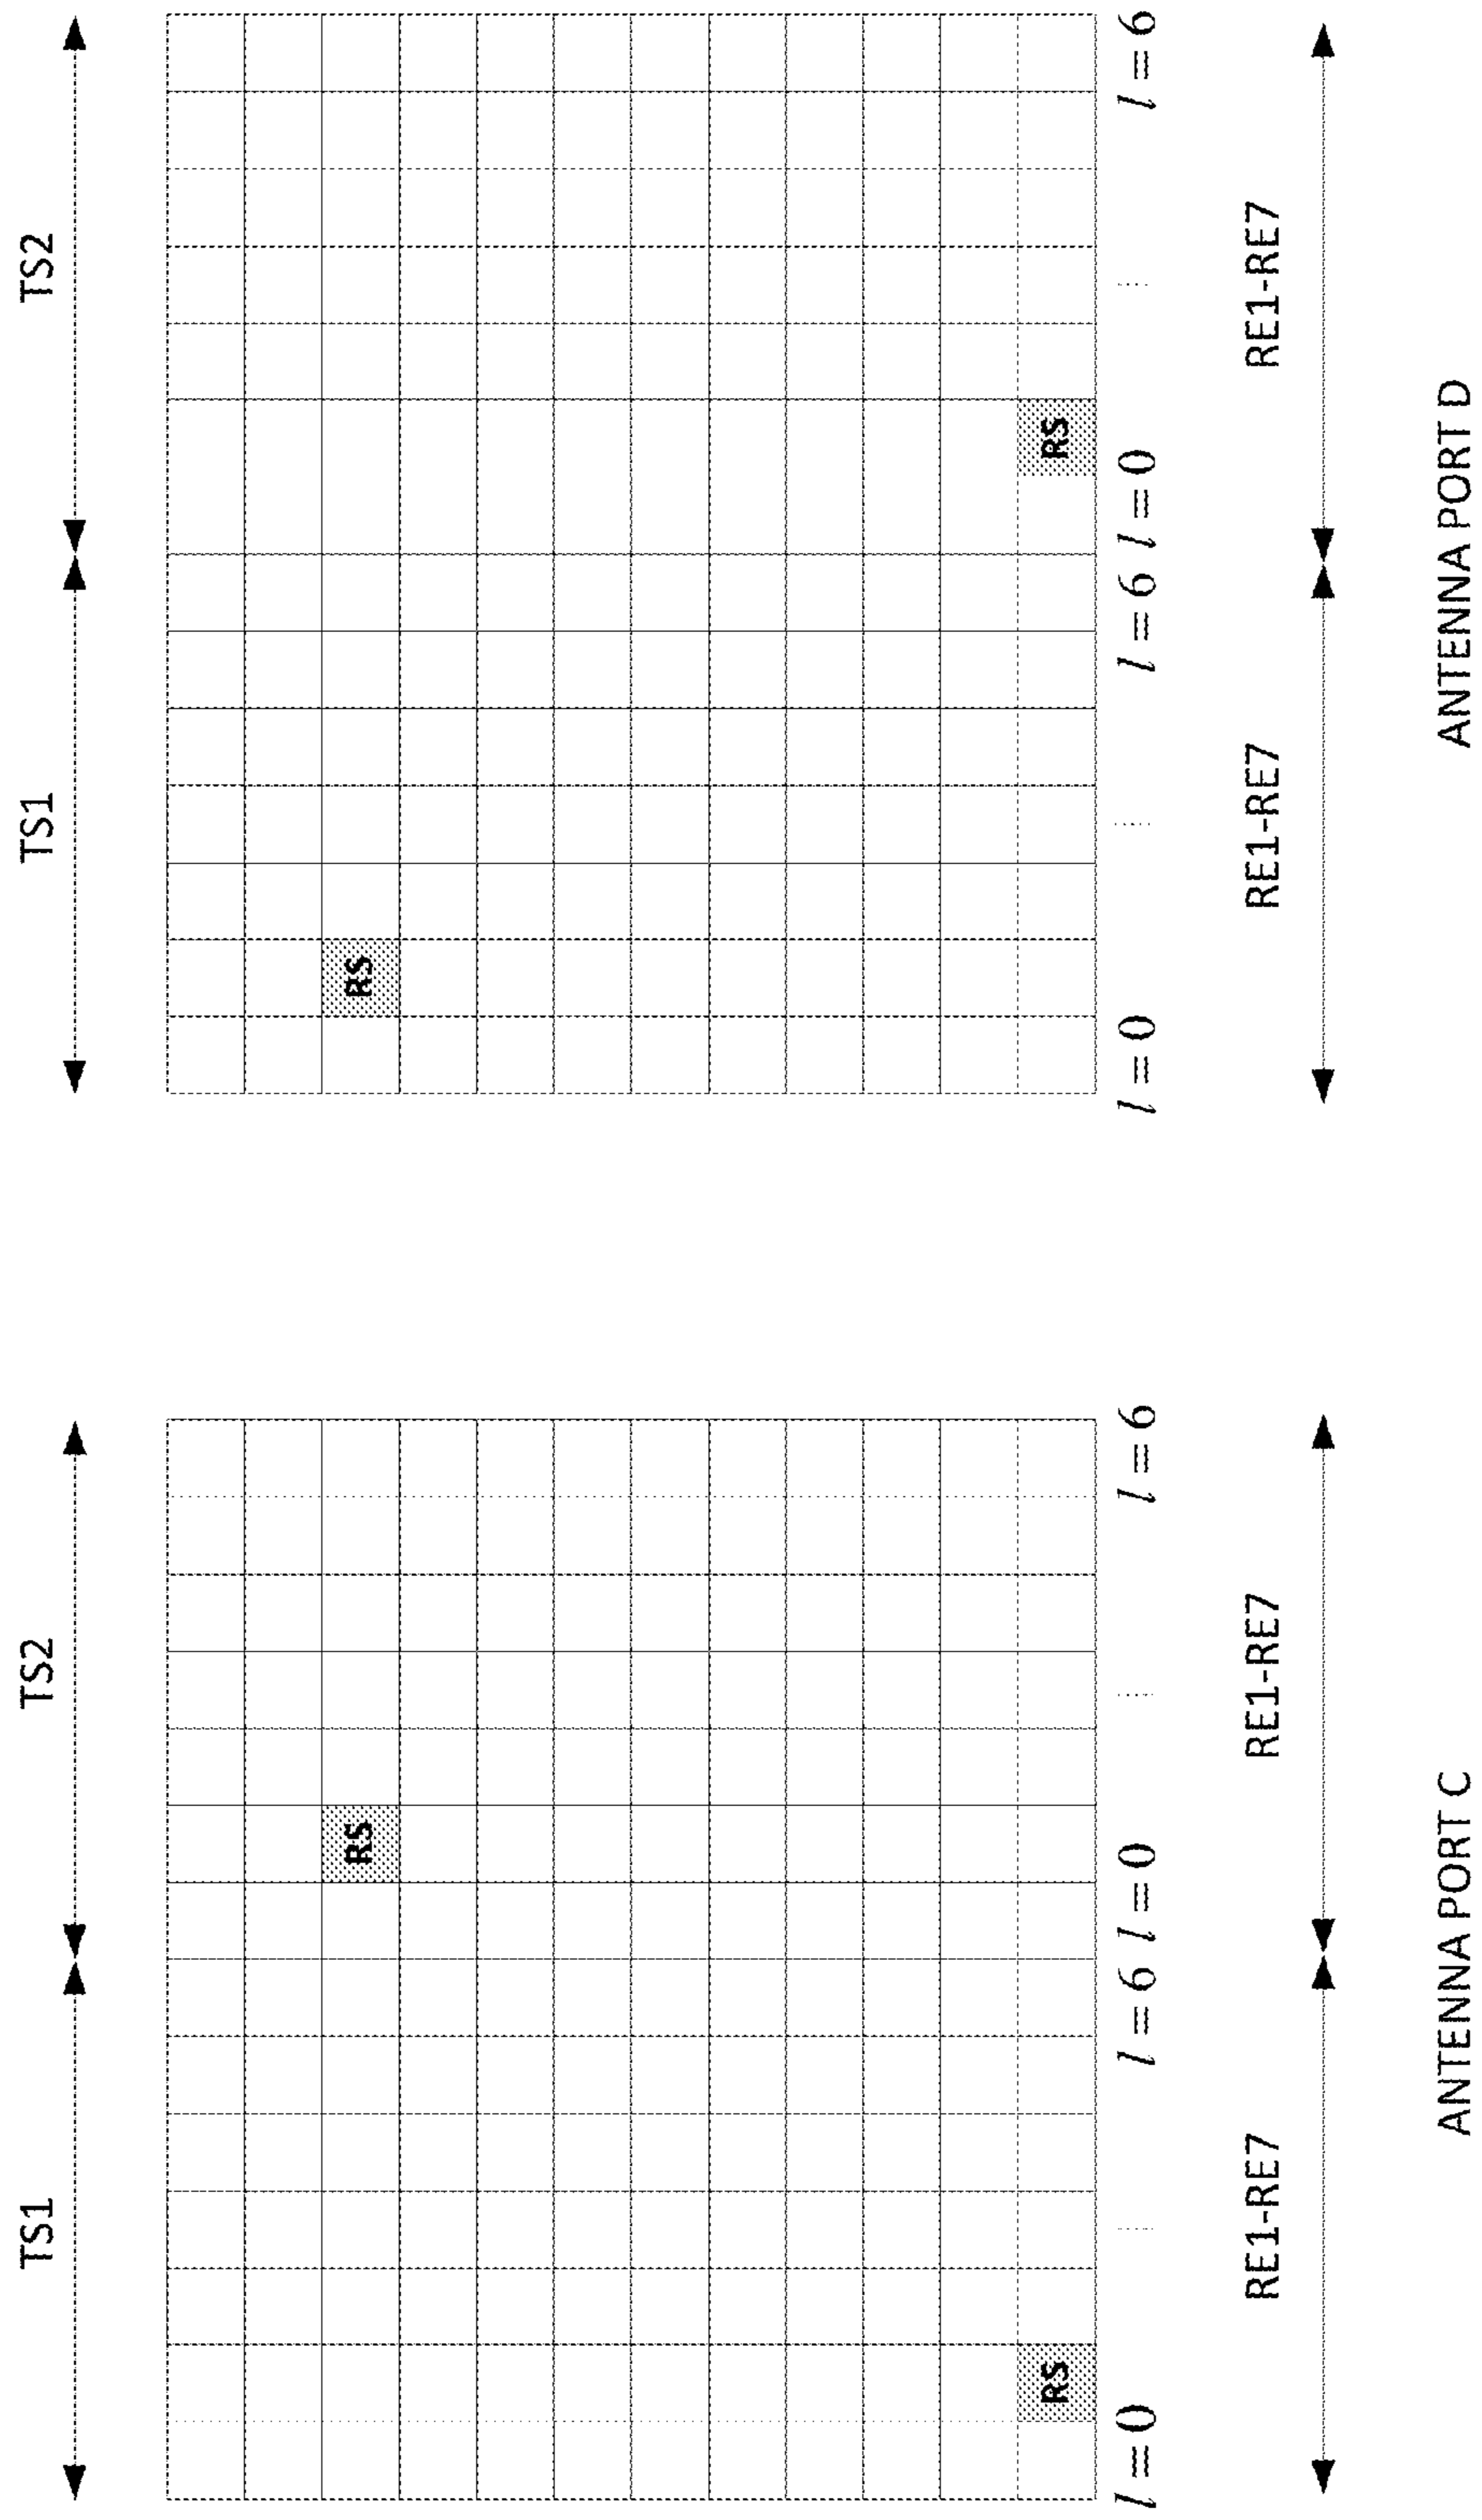 TS1
TS2
TS1
TS2
RS
RS
RS
RS
l = 0
⋯
l = 6
l = 0
⋯
l = 6
l = 0
⋯
l = 6
l = 0
⋯
l = 6
RE1-RE7
RE1-RE7
RE1-RE7
RE1-RE7
ANTENNA PORT C
ANTENNA PORT D